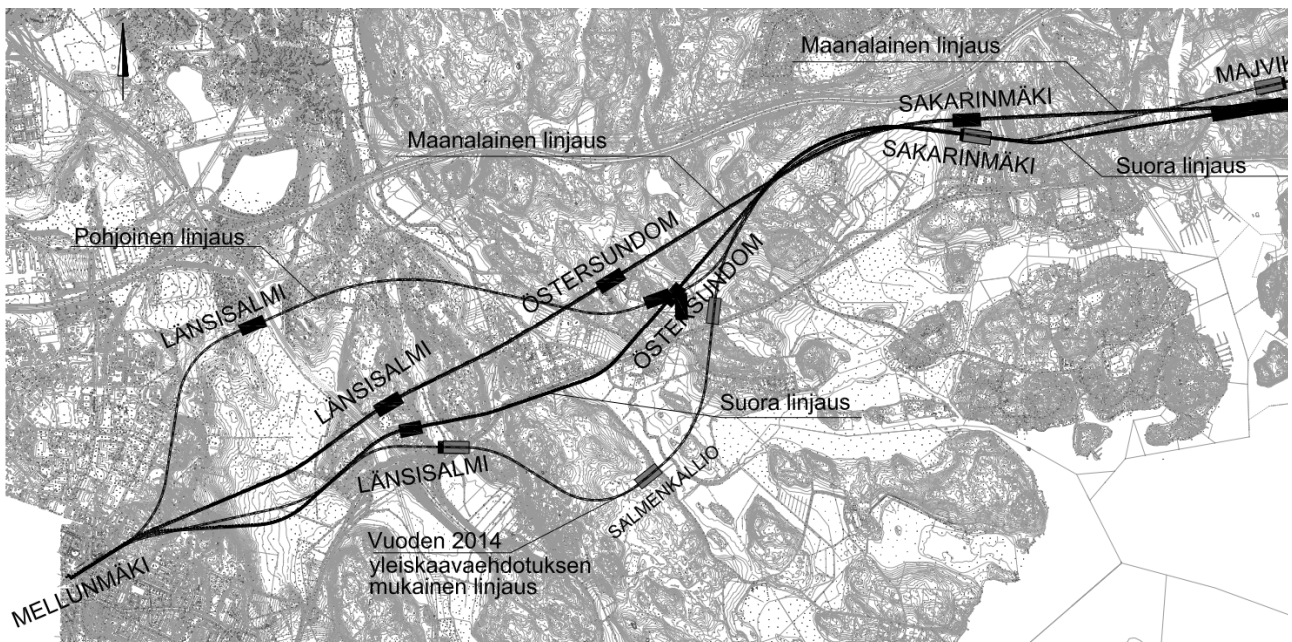 Maanalainen linjaus
MAJVIK
SAKARINMÄKI
Maanalainen linjaus
SAKARINMÄKI
Suora linjaus
Pohjoinen linjaus
ÖSTERSUNDOM
LÄNSISALMI
ÖSTERSUNDOM
LÄNSISALMI
Suora linjaus
LÄNSISALMI
SALMENKALLIO
Vuoden 2014
yleiskaavaehdotuksen
mukainen linjaus
MELLUNMÄKI